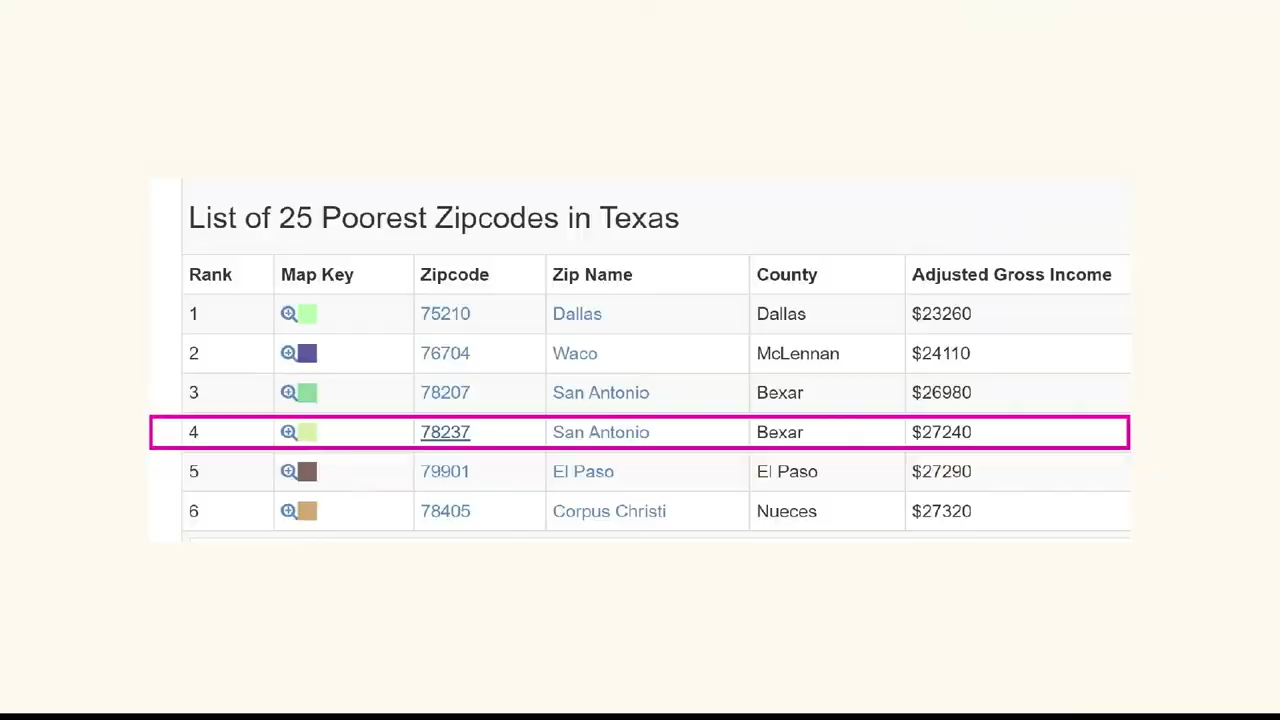 List of 25 Poorest Zipcodes in Texas
Rank Map Key Zipcode Zip Name County Adjusted Gross Income
1 75210 Dallas Dallas $23260
2 76704 Waco McLennan $24110
3 78207 San Antonio Bexar $26980
4 78237 San Antonio Bexar $27240
5 79901 El Paso El Paso $27290
6 78405 Corpus Christi Nueces $27320